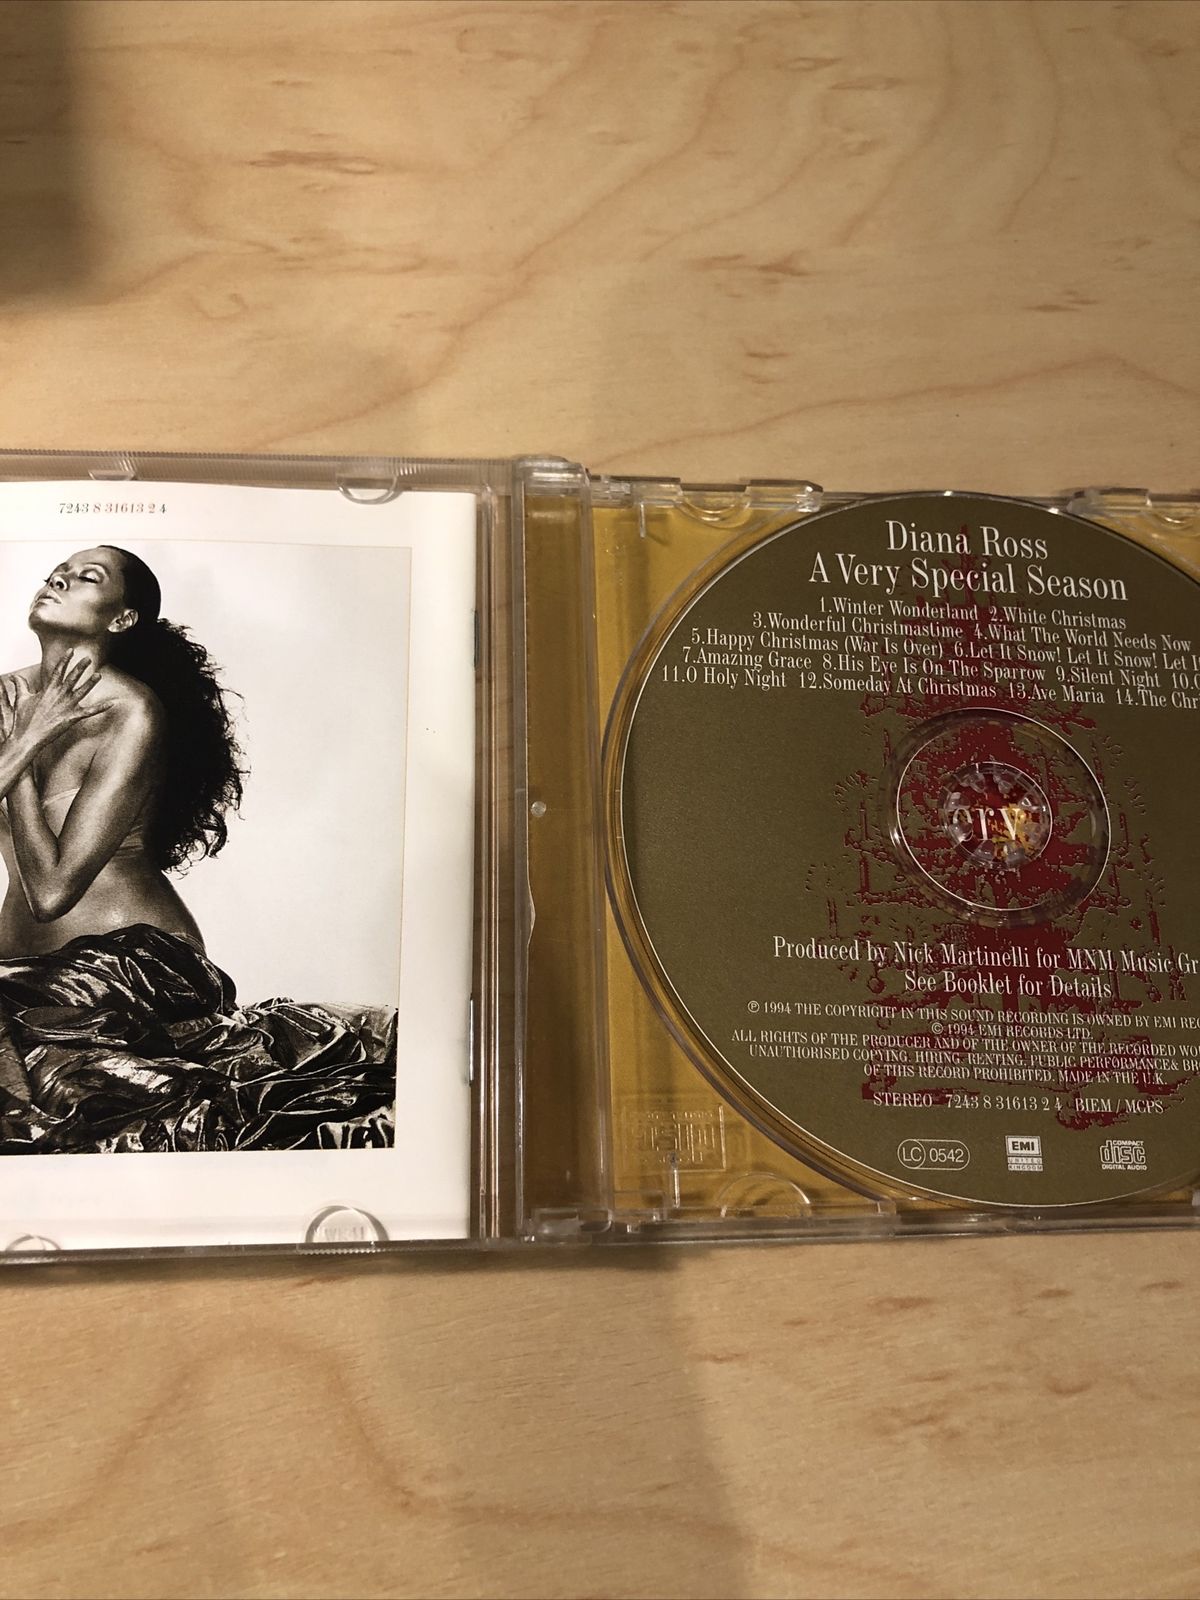 7243 8 31613 2 4
Diana Ross
A Very Special Season
1.Winter Wonderland 2.White Christmas
3.Wonderful Christmastime 4.What The World Needs Now
5.Happy Christmas (War Is Over) 6.Let It Snow! Let It Snow! Let
7.Amazing Grace 8.His Eye Is On The Sparrow 9.Silent Night 10.
11.O Holy Night 12.Someday At Christmas 13.Ave Maria 14.The
Produced by Nick Martinelli for MNM Music
See Booklet for Details
℗ 1994 THE COPYRIGHT IN THIS SOUND RECORDING IS OWNED BY EMI
© 1994 EMI RECORDS LTD.
ALL RIGHTS OF THE PRODUCER AND OF THE OWNER OF THE RECORDED
UNAUTHORISED COPYING, HIRING, RENTING, PUBLIC PERFORMANCE&
OF THIS RECORD PROHIBITED. MADE IN THE U.K.
STEREO 7243 8 31613 2 4 BIEM / MCPS
LC 0542
EMI
UNITED
KINGDOM
COMPACT
disc
DIGITAL AUDIO